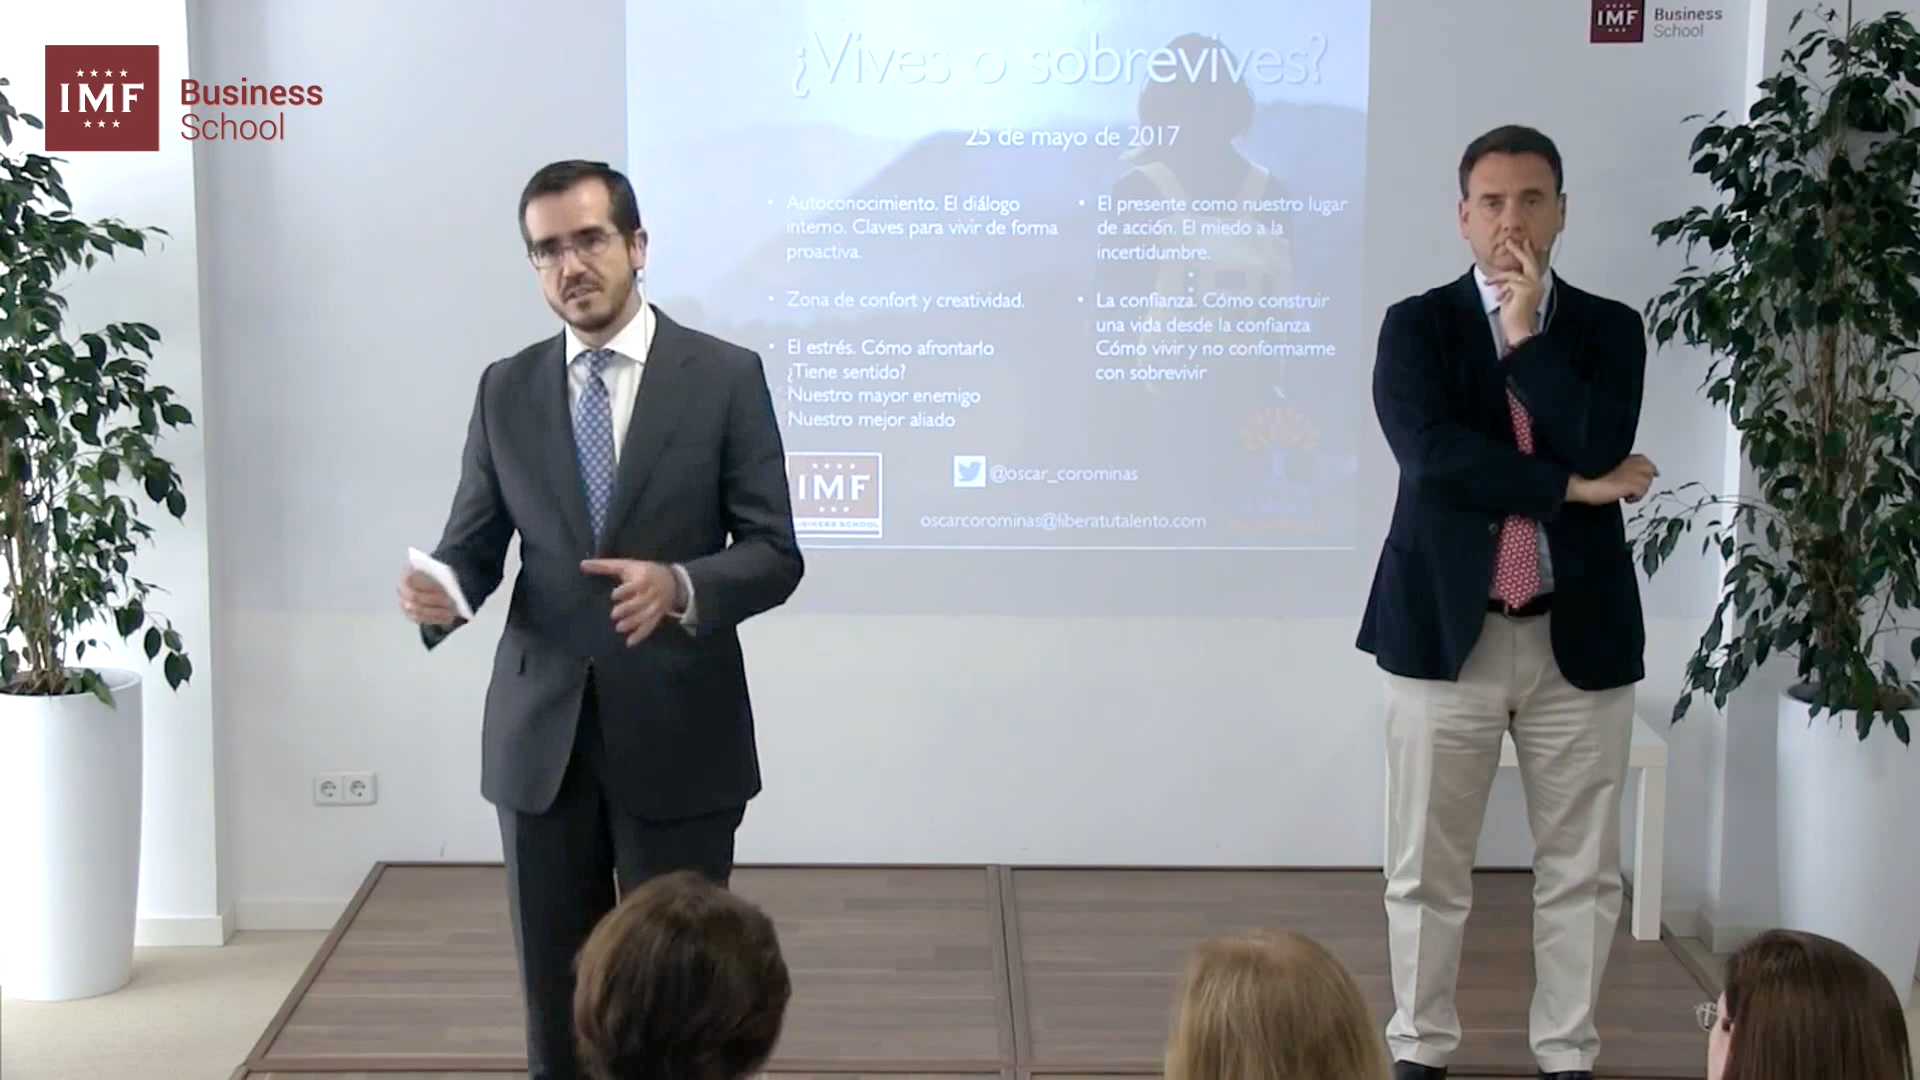 IMF
Business
School
IMF
Business
School
¿Vives o sobrevives?
25 de mayo de 2017
• Autoconocimiento. El diálogo
interno. Claves para vivir de forma
proactiva.
• Zona de confort y creatividad.
• El estrés. Cómo afrontarlo
¿Tiene sentido?
Nuestro mayor enemigo
Nuestro mejor aliado
• El presente como nuestro lugar
de acción. El miedo a la
incertidumbre.
• La confianza. Cómo construir
una vida desde la confianza
Cómo vivir y no conformarme
con sobrevivir
IMF
BUSINESS SCHOOL
@oscar_corominas
oscarcorominas@liberatutalento.com